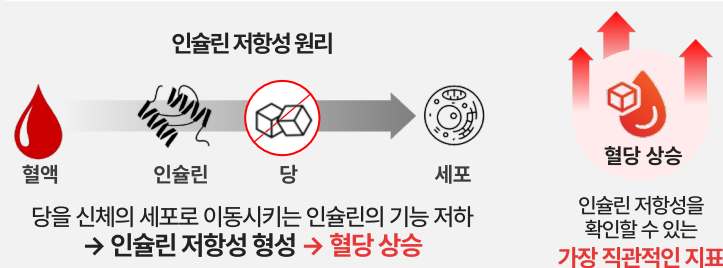 인슐린 저항성 원리
혈액
인슐린
당
세포
당을 신체의 세포로 이동시키는 인슐린의 기능 저하
→ 인슐린 저항성 형성 → 혈당 상승
혈당 상승
인슐린 저항성을
확인할 수 있는
가장 직관적인 지표